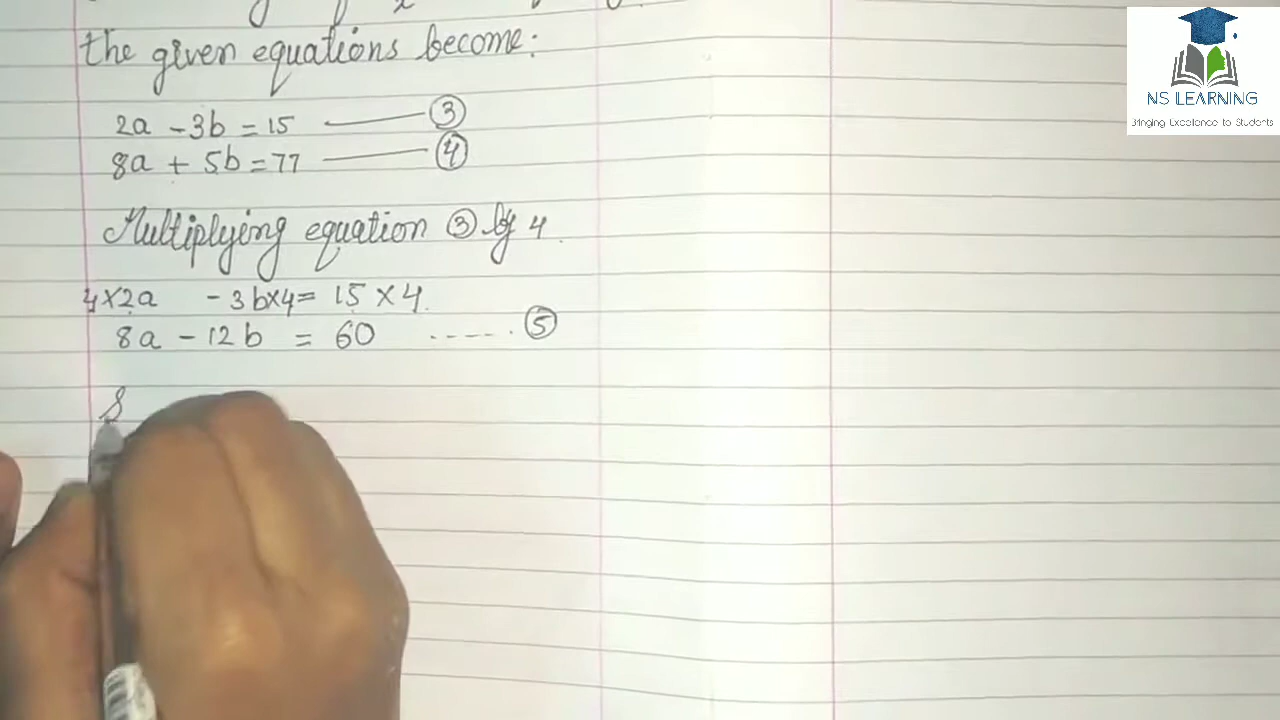 the given equations become:
2a - 3b = 15 ——— ③
8a + 5b = 77 ——— ④
Multiplying equation ③ by 4.
4×2a - 3b×4 = 15 × 4.
8a - 12b = 60 ------. ⑤
S
NS LEARNING
Bringing Excellence to Students